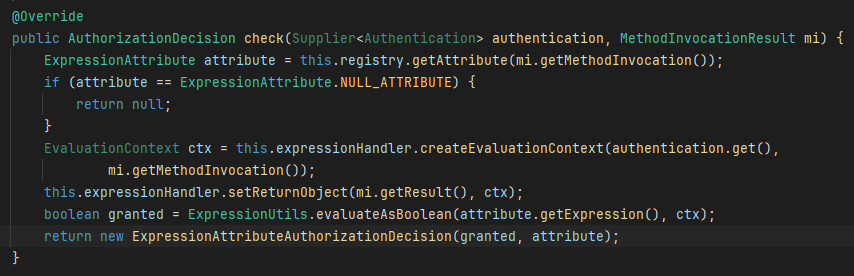 @Override
public AuthorizationDecision check(Supplier<Authentication> authentication, MethodInvocationResult mi) {
    ExpressionAttribute attribute = this.registry.getAttribute(mi.getMethodInvocation());
    if (attribute == ExpressionAttribute.NULL_ATTRIBUTE) {
        return null;
    }
    EvaluationContext ctx = this.expressionHandler.createEvaluationContext(authentication.get(),
            mi.getMethodInvocation());
    this.expressionHandler.setReturnObject(mi.getResult(), ctx);
    boolean granted = ExpressionUtils.evaluateAsBoolean(attribute.getExpression(), ctx);
    return new ExpressionAttributeAuthorizationDecision(granted, attribute);
}